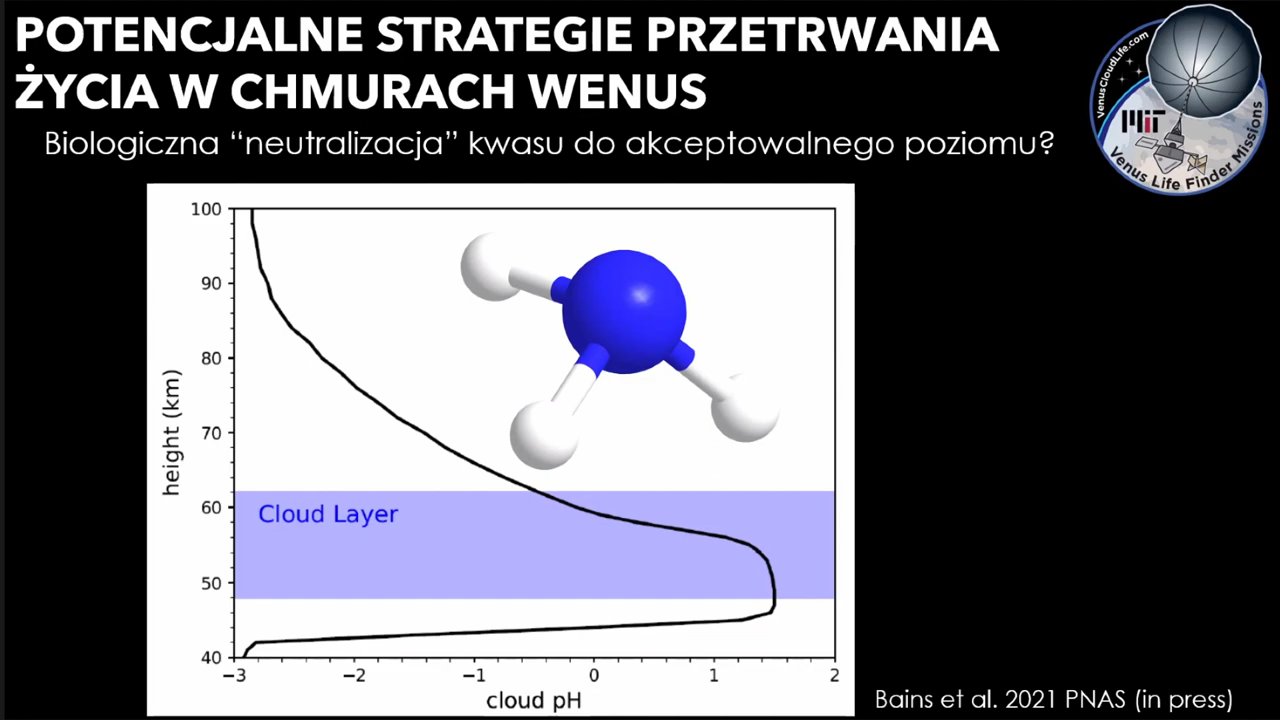 POTENCJALNE STRATEGIE PRZETRWANIA
ŻYCIA W CHMURACH WENUS
Biologiczna “neutralizacja” kwasu do akceptowalnego poziomu?
VenusCloudLife.com
MIT
Venus Life Finder Missions
100
90
80
70
60
50
40
height (km)
Cloud Layer
−3
−2
−1
0
1
2
cloud pH
Bains et al. 2021 PNAS (in press)